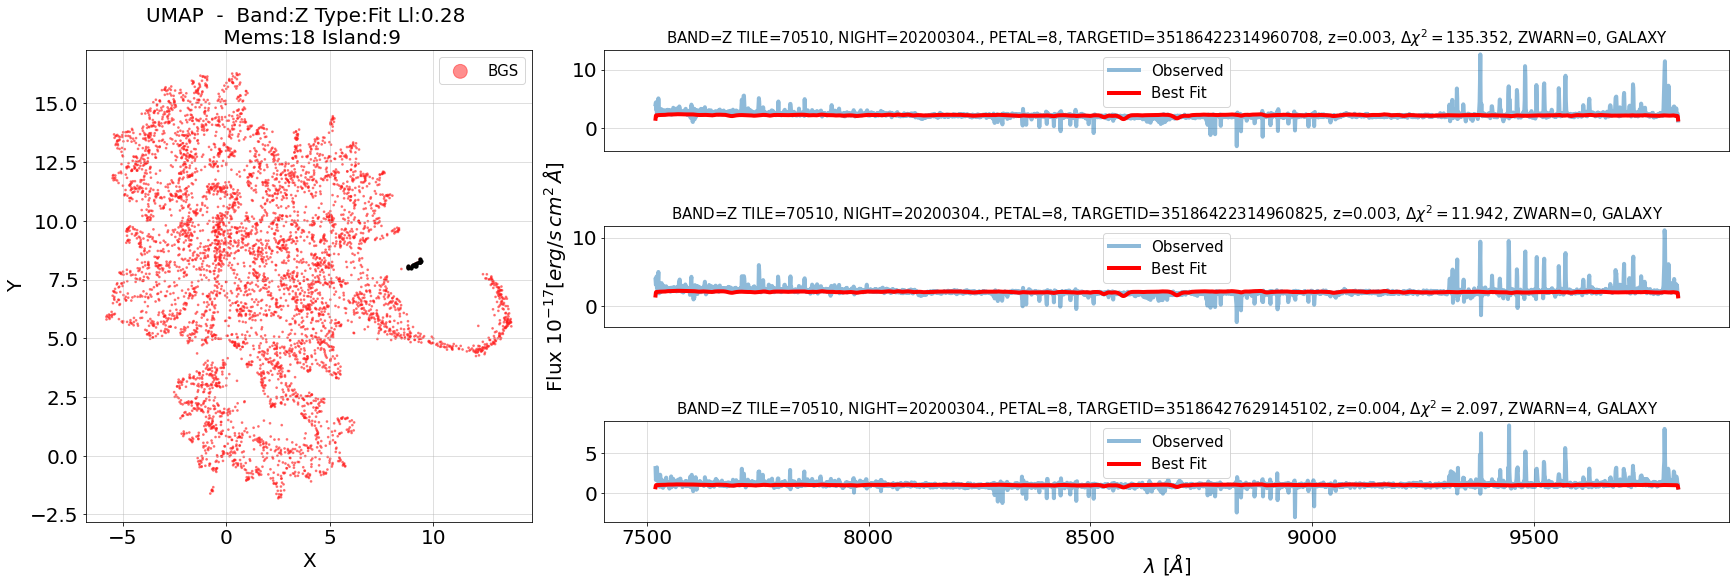 UMAP  -  Band:Z Type:Fit Ll:0.28
Mems:18 Island:9
BGS
15.0
12.5
10.0
7.5
5.0
2.5
0.0
−2.5
Y
−5
0
5
10
X
Flux 10⁻¹⁷[erg/s cm² Å]
BAND=Z TILE=70510, NIGHT=20200304., PETAL=8, TARGETID=35186422314960708, z=0.003, Δχ² = 135.352, ZWARN=0, GALAXY
Observed
Best Fit
10
0
BAND=Z TILE=70510, NIGHT=20200304., PETAL=8, TARGETID=35186422314960825, z=0.003, Δχ² = 11.942, ZWARN=0, GALAXY
Observed
Best Fit
10
0
BAND=Z TILE=70510, NIGHT=20200304., PETAL=8, TARGETID=35186427629145102, z=0.004, Δχ² = 2.097, ZWARN=4, GALAXY
Observed
Best Fit
5
0
7500
8000
8500
9000
9500
λ [Å]